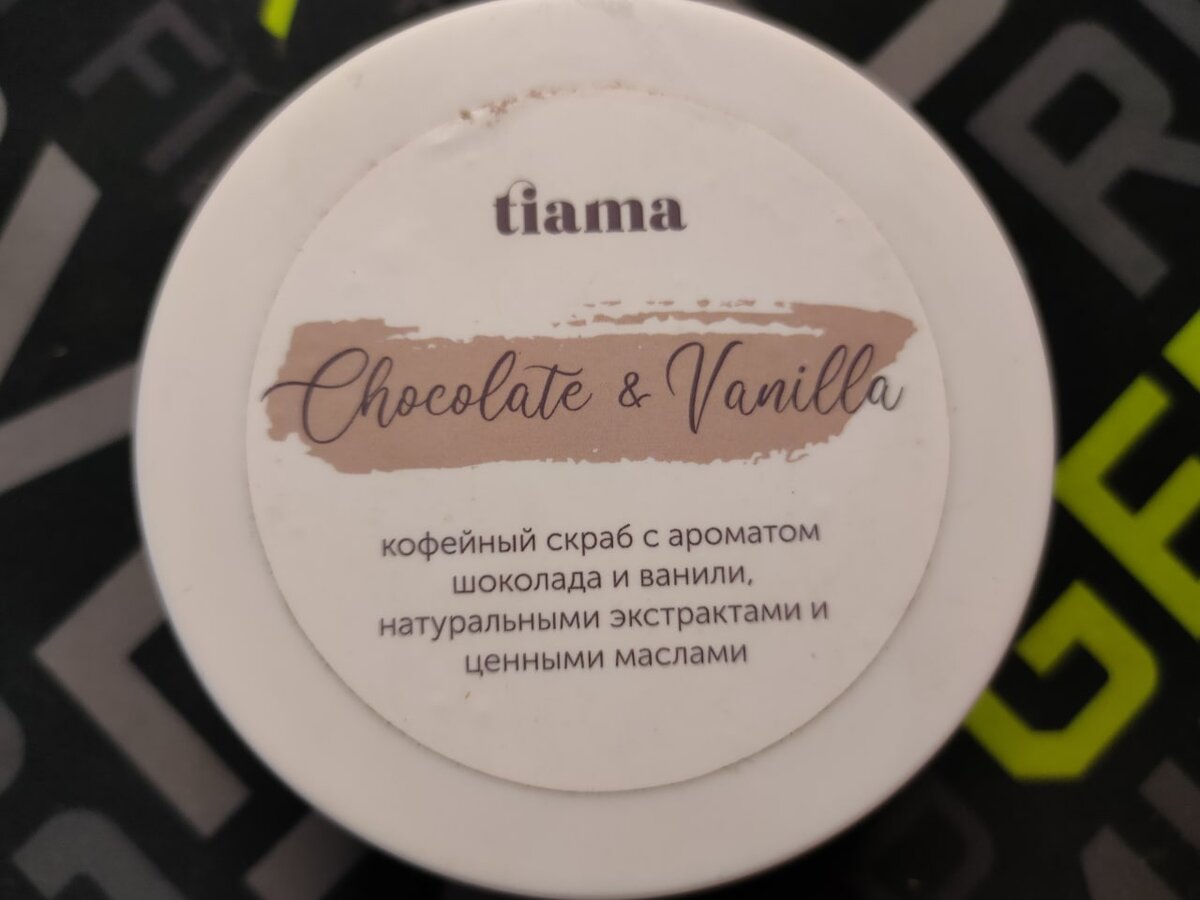 tiama
Chocolate & Vanilla
кофейный скраб с ароматом
шоколада и ванили,
натуральными экстрактами и
ценными маслами